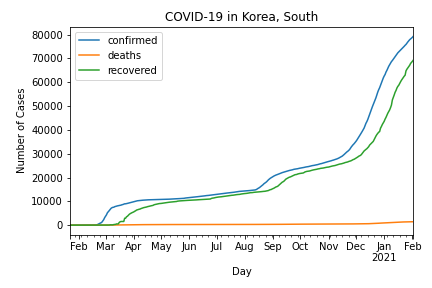 COVID-19 in Korea, South
confirmed
deaths
recovered
Number of Cases
80000
70000
60000
50000
40000
30000
20000
10000
0
Feb Mar Apr May Jun Jul Aug Sep Oct Nov Dec Jan Feb
2021
Day